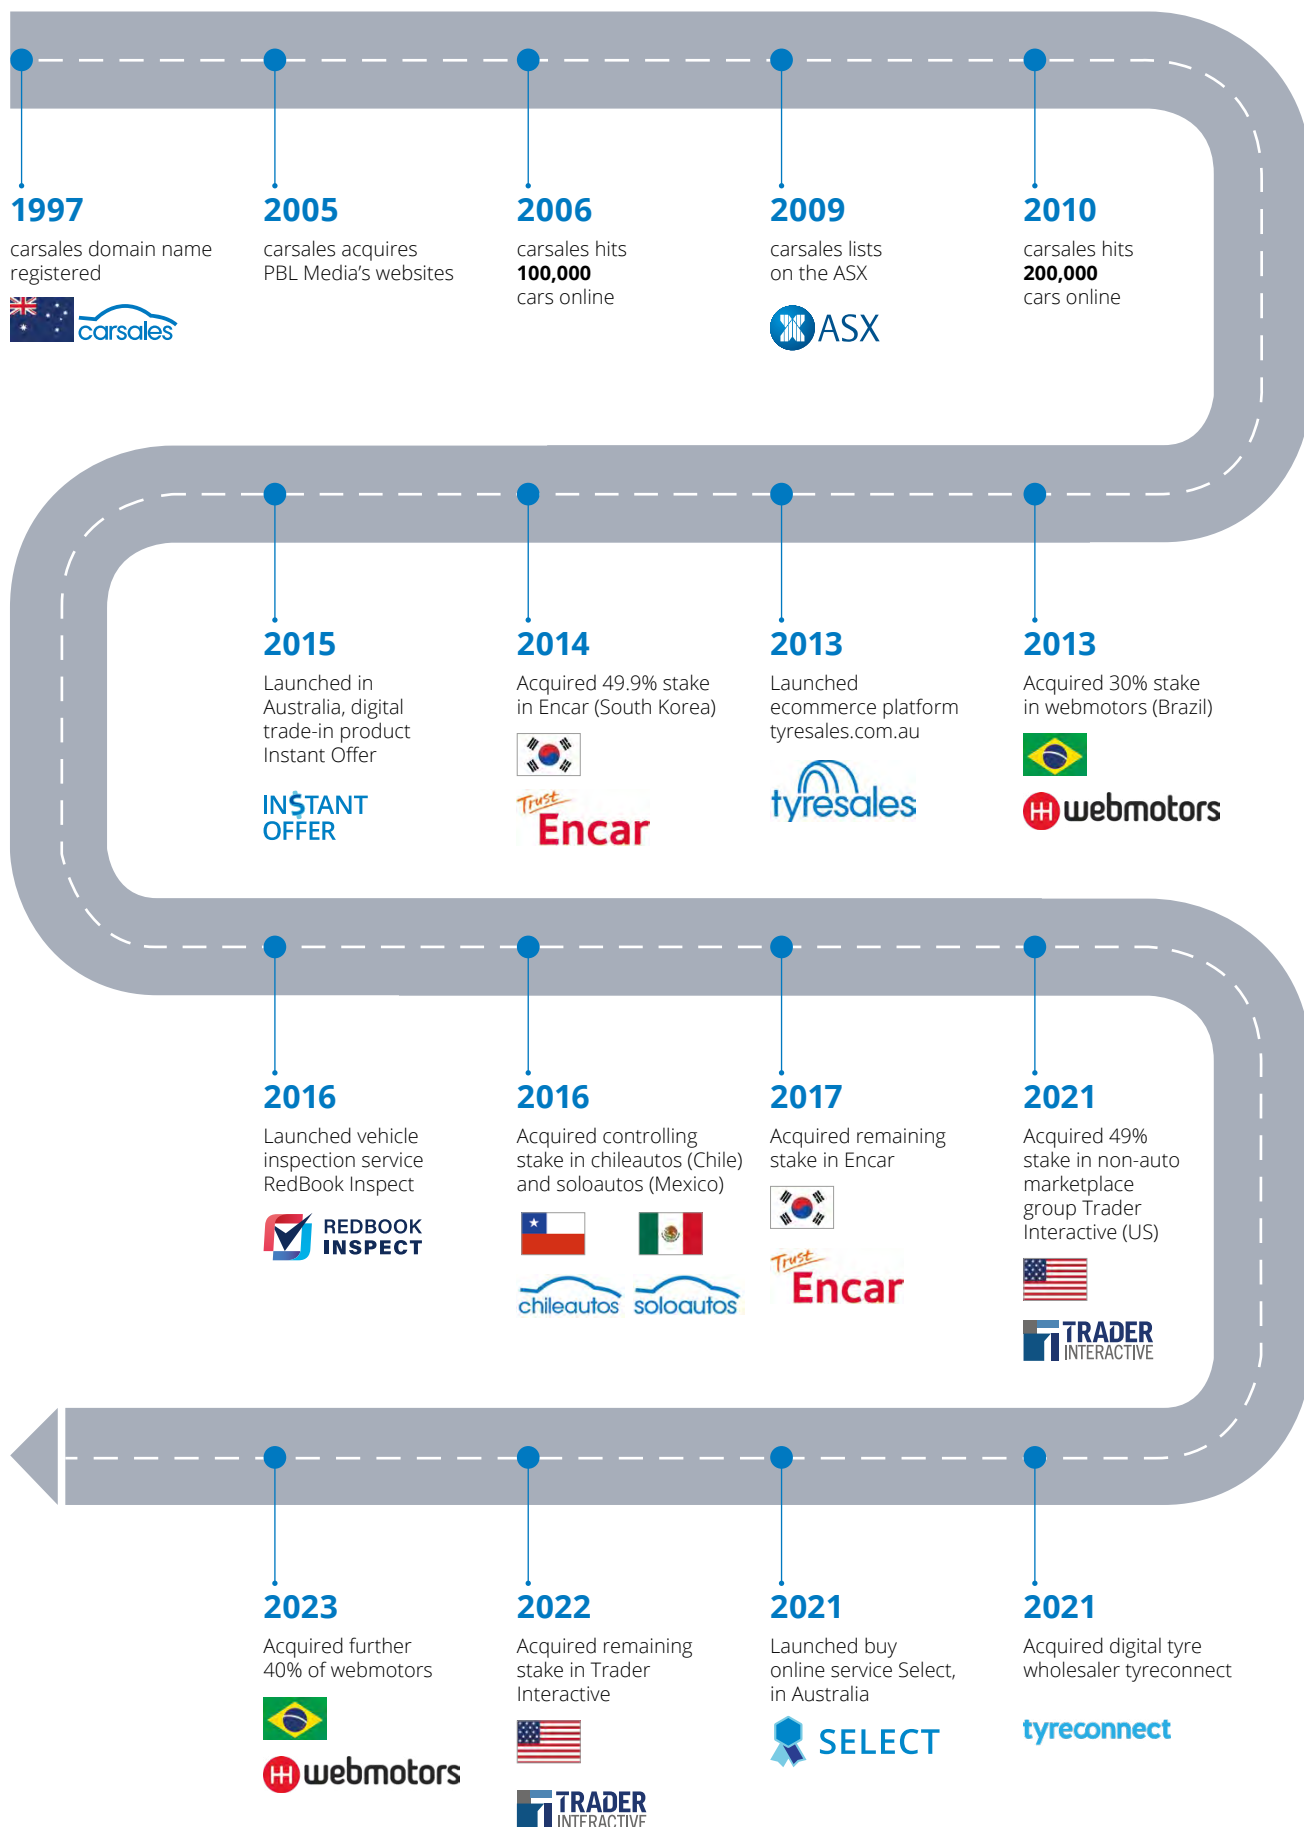 1997
carsales domain name
registered
carsales
2005
carsales acquires
PBL Media's websites
2006
carsales hits
100,000
cars online
2009
carsales lists
on the ASX
ASX
2010
carsales hits
200,000
cars online
2015
Launched in
Australia, digital
trade-in product
Instant Offer
IN$TANT
OFFER
2014
Acquired 49.9% stake
in Encar (South Korea)
Trust
Encar
2013
Launched
ecommerce platform
tyresales.com.au
tyresales
2013
Acquired 30% stake
in webmotors (Brazil)
webmotors
2016
Launched vehicle
inspection service
RedBook Inspect
REDBOOK
INSPECT
2016
Acquired controlling
stake in chileautos (Chile)
and soloautos (Mexico)
chileautos soloautos
2017
Acquired remaining
stake in Encar
Trust
Encar
2021
Acquired 49%
stake in non-auto
marketplace
group Trader
Interactive (US)
TRADER
INTERACTIVE
2023
Acquired further
40% of webmotors
webmotors
2022
Acquired remaining
stake in Trader
Interactive
TRADER
INTERACTIVE
2021
Launched buy
online service Select,
in Australia
SELECT
2021
Acquired digital tyre
wholesaler tyreconnect
tyreconnect